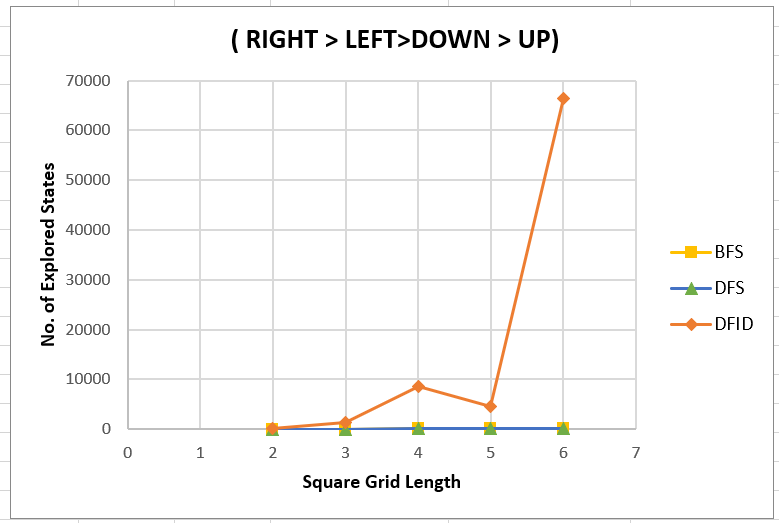 ( RIGHT > LEFT>DOWN > UP)
70000
60000
50000
40000
30000
20000
10000
0
No. of Explored States
0 1 2 3 4 5 6 7
Square Grid Length
BFS
DFS
DFID